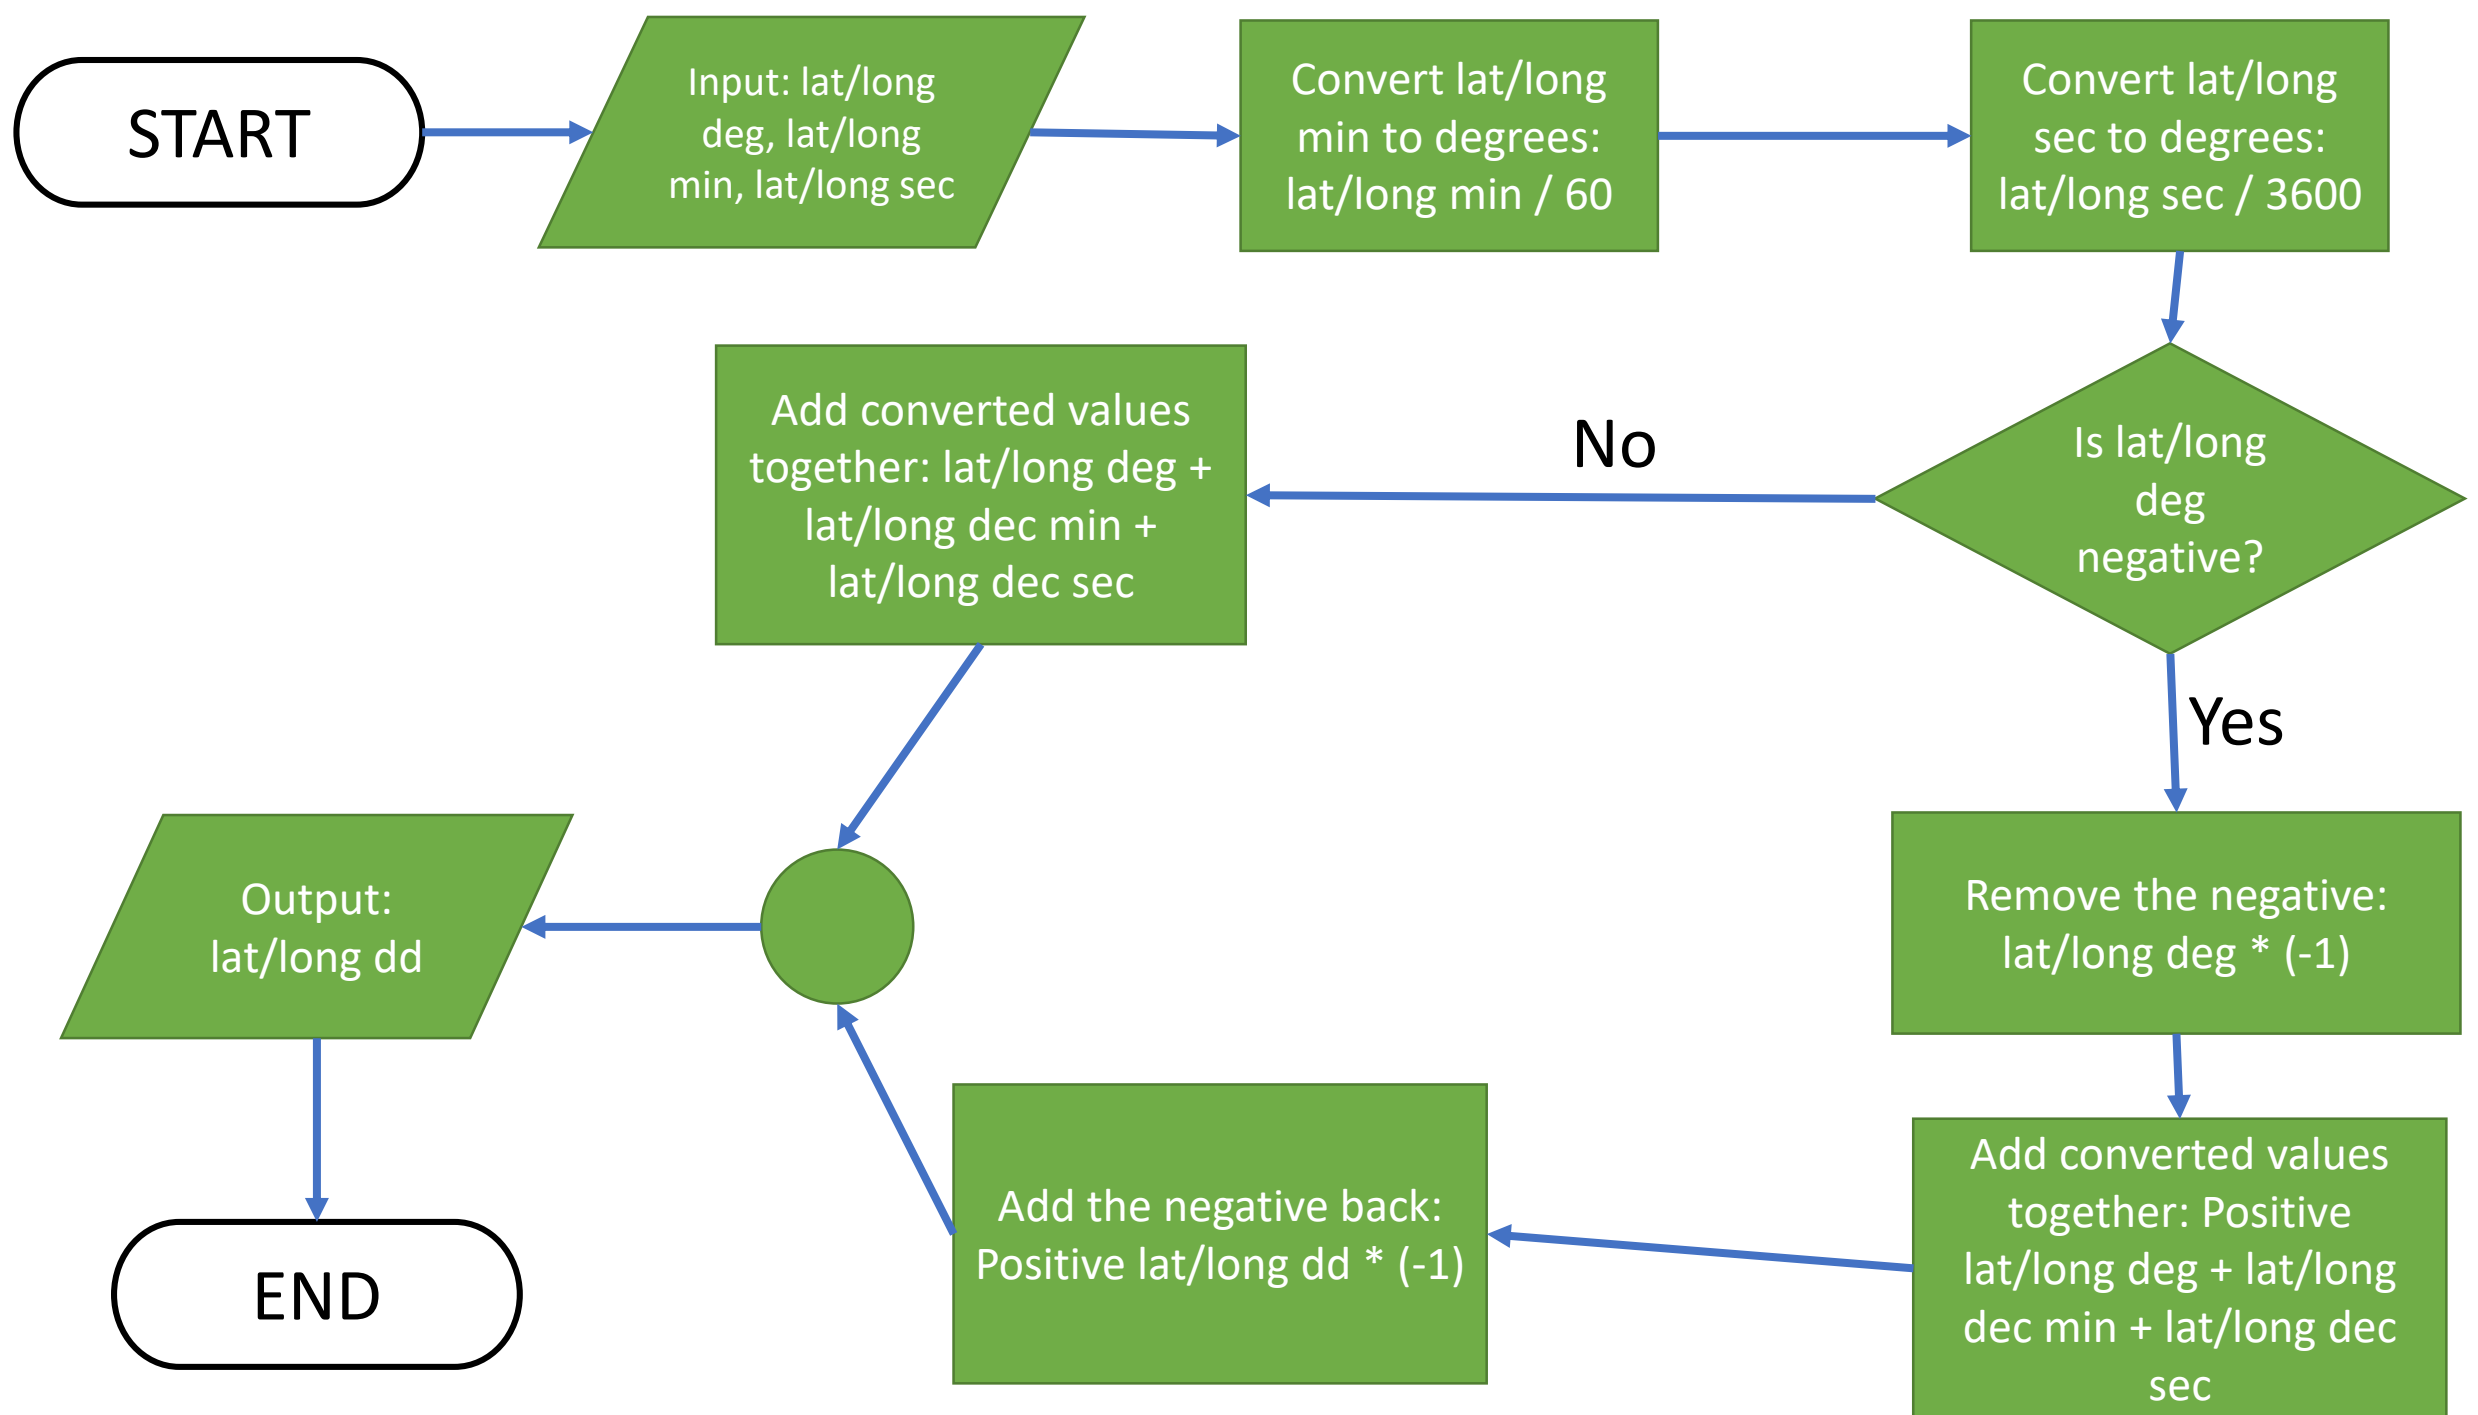 START
Input: lat/long
deg, lat/long
min, lat/long sec
Convert lat/long
min to degrees:
lat/long min / 60
Convert lat/long
sec to degrees:
lat/long sec / 3600
Is lat/long
deg
negative?
No
Add converted values
together: lat/long deg +
lat/long dec min +
lat/long dec sec
Yes
Remove the negative:
lat/long deg * (-1)
Add converted values
together: Positive
lat/long deg + lat/long
dec min + lat/long dec
sec
Add the negative back:
Positive lat/long dd * (-1)
Output:
lat/long dd
END